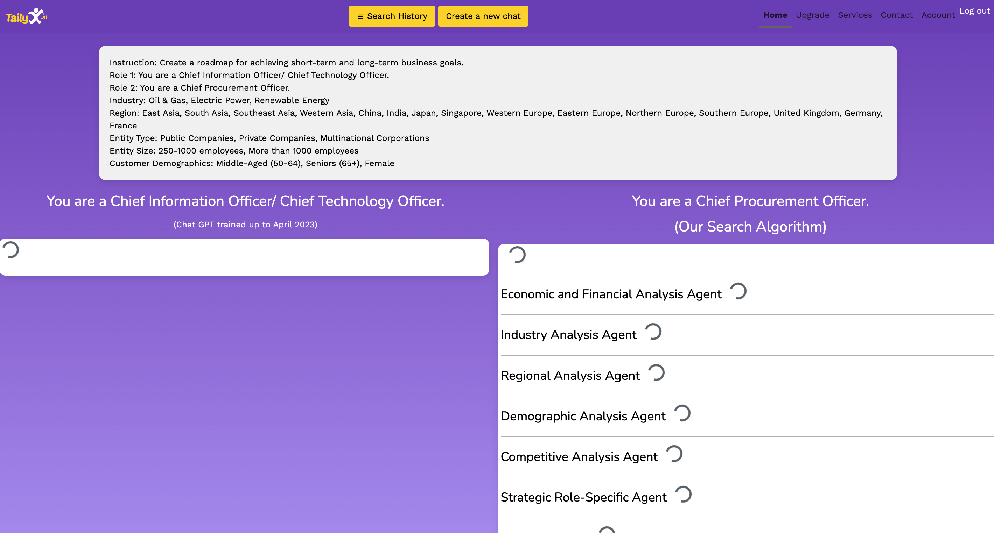 TailyX.AI
≡ Search History
Create a new chat
Home Upgrade Services Contact Account Log out
Instruction: Create a roadmap for achieving short-term and long-term business goals.
Role 1: You are a Chief Information Officer/ Chief Technology Officer.
Role 2: You are a Chief Procurement Officer.
Industry: Oil & Gas, Electric Power, Renewable Energy
Region: East Asia, South Asia, Southeast Asia, Western Asia, China, India, Japan, Singapore, Western Europe, Eastern Europe, Northern Europe, Southern Europe, United Kingdom, Germany,
France
Entity Type: Public Companies, Private Companies, Multinational Corporations
Entity Size: 250-1000 employees, More than 1000 employees
Customer Demographics: Middle-Aged (50-64), Seniors (65+), Female
You are a Chief Information Officer/ Chief Technology Officer.
(Chat GPT trained up to April 2023)
You are a Chief Procurement Officer.
(Our Search Algorithm)
Economic and Financial Analysis Agent
Industry Analysis Agent
Regional Analysis Agent
Demographic Analysis Agent
Competitive Analysis Agent
Strategic Role-Specific Agent